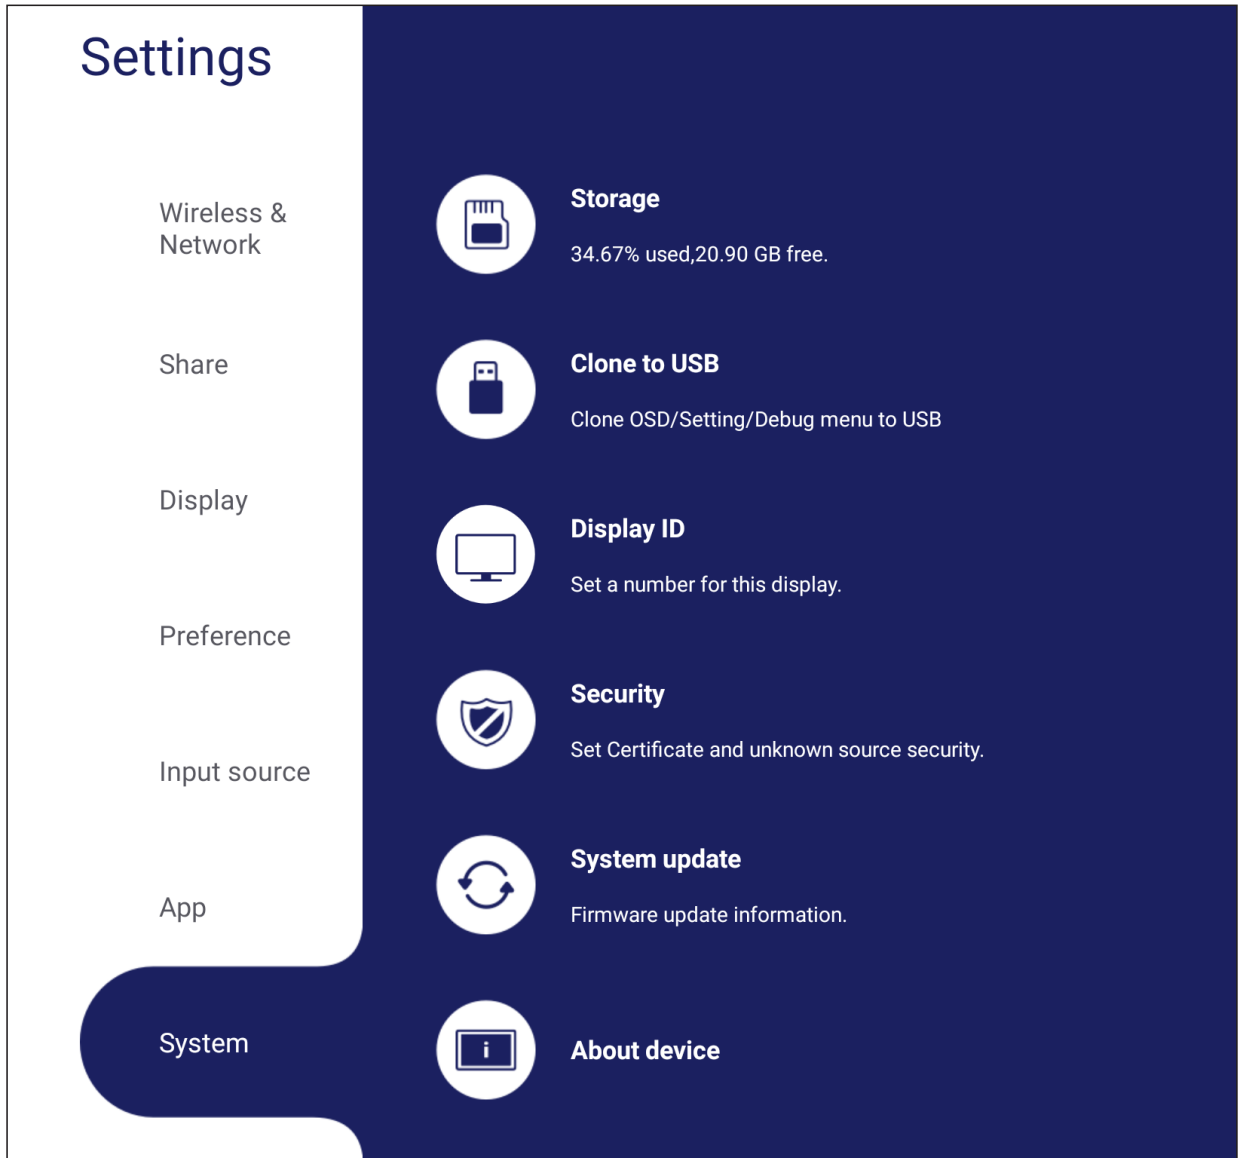 Settings
Wireless &
Network
Share
Display
Preference
Input source
App
System
Storage
34.67% used,20.90 GB free.
Clone to USB
Clone OSD/Setting/Debug menu to USB
Display ID
Set a number for this display.
Security
Set Certificate and unknown source security.
System update
Firmware update information.
i
About device